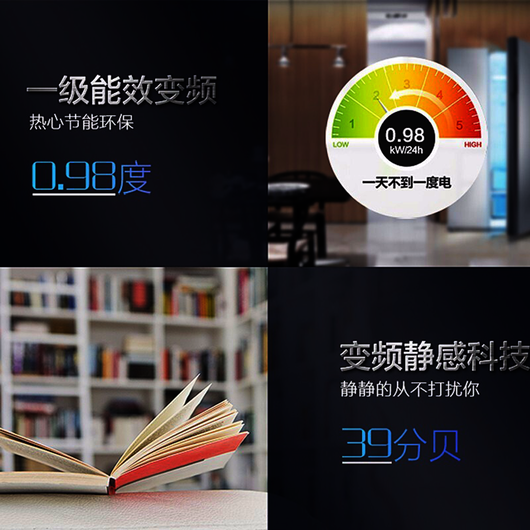 一级能效变频
热心节能环保
0.98度
1
2
3
4
5
0.98
kW/24h
LOW
HIGH
一天不到一度电
变频静感科技
静静的从不打扰你
39分贝